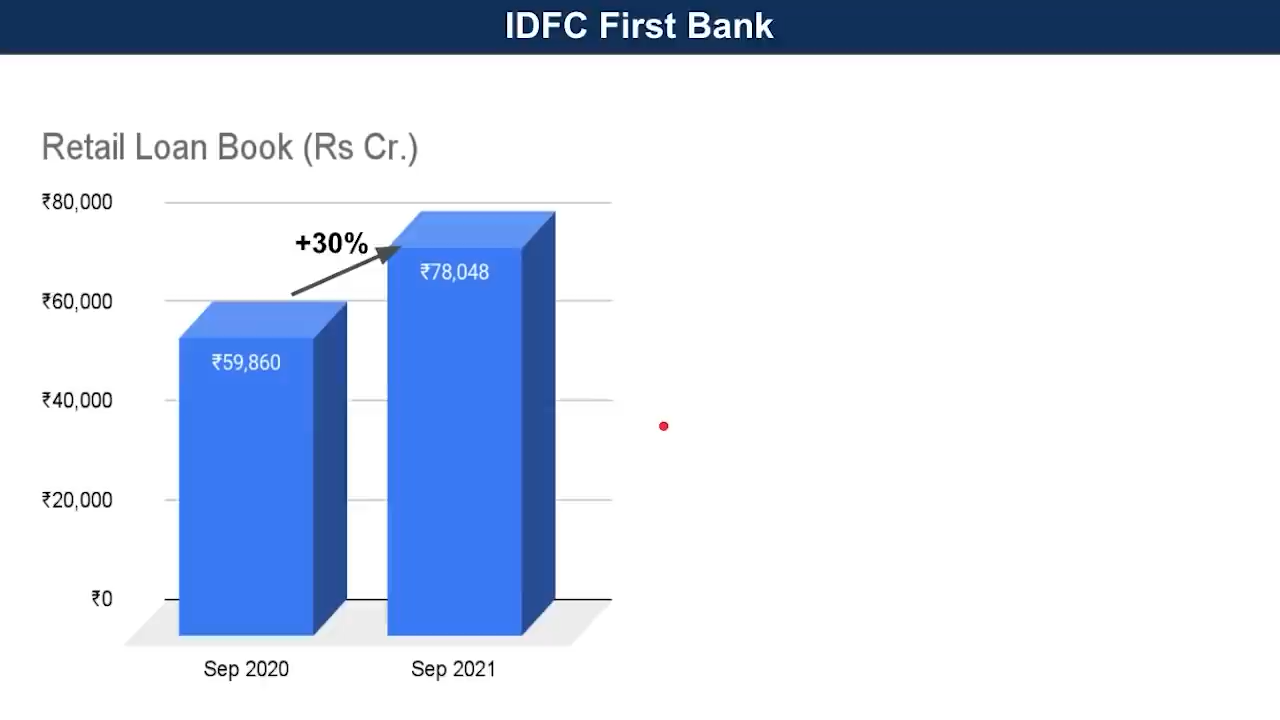 IDFC First Bank
Retail Loan Book (Rs Cr.)
₹80,000
+30%
₹78,048
₹60,000
₹59,860
₹40,000
₹20,000
₹0
Sep 2020
Sep 2021